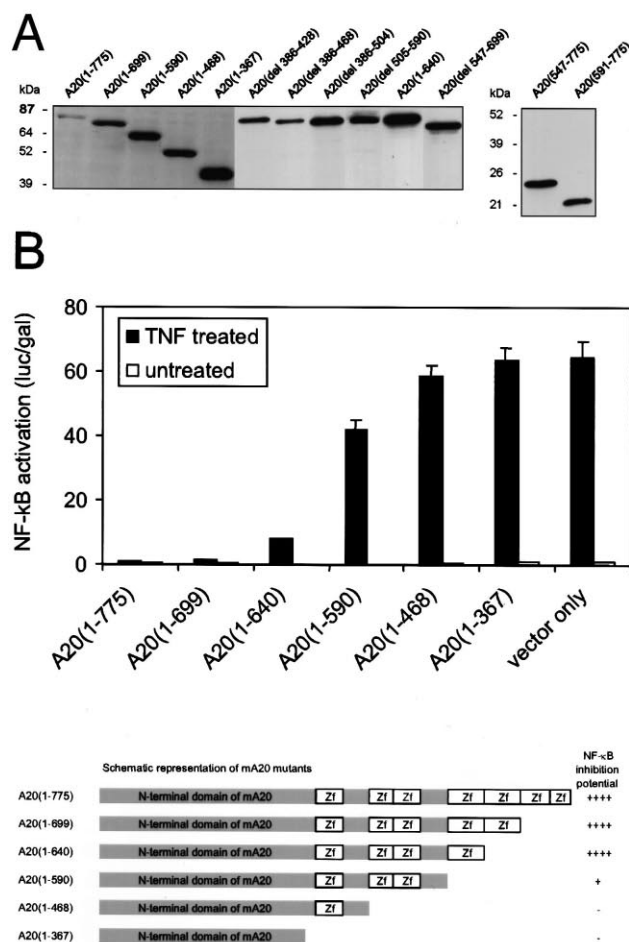 A
A20(1-775)
A20(1-699)
A20(1-590)
A20(1-468)
A20(1-367)
A20(del 386-428)
A20(del 386-468)
A20(del 386-504)
A20(del 505-590)
A20(1-640)
A20(del 547-699)
kDa
87 -
64 -
52 -
39 -
A20(547-775)
A20(591-775)
kDa
52 -
39 -
26 -
21 -
B
NF-kB activation (luc/gal)
80
60
40
20
0
TNF treated
untreated
A20(1-775)
A20(1-699)
A20(1-640)
A20(1-590)
A20(1-468)
A20(1-367)
vector only
Schematic representation of mA20 mutants
NF-κB
inhibition
potential
A20(1-775) N-terminal domain of mA20 Zf Zf Zf Zf Zf Zf Zf ++++
A20(1-699) N-terminal domain of mA20 Zf Zf Zf Zf Zf ++++
A20(1-640) N-terminal domain of mA20 Zf Zf Zf Zf ++++
A20(1-590) N-terminal domain of mA20 Zf Zf Zf +
A20(1-468) N-terminal domain of mA20 Zf -
A20(1-367) N-terminal domain of mA20 -